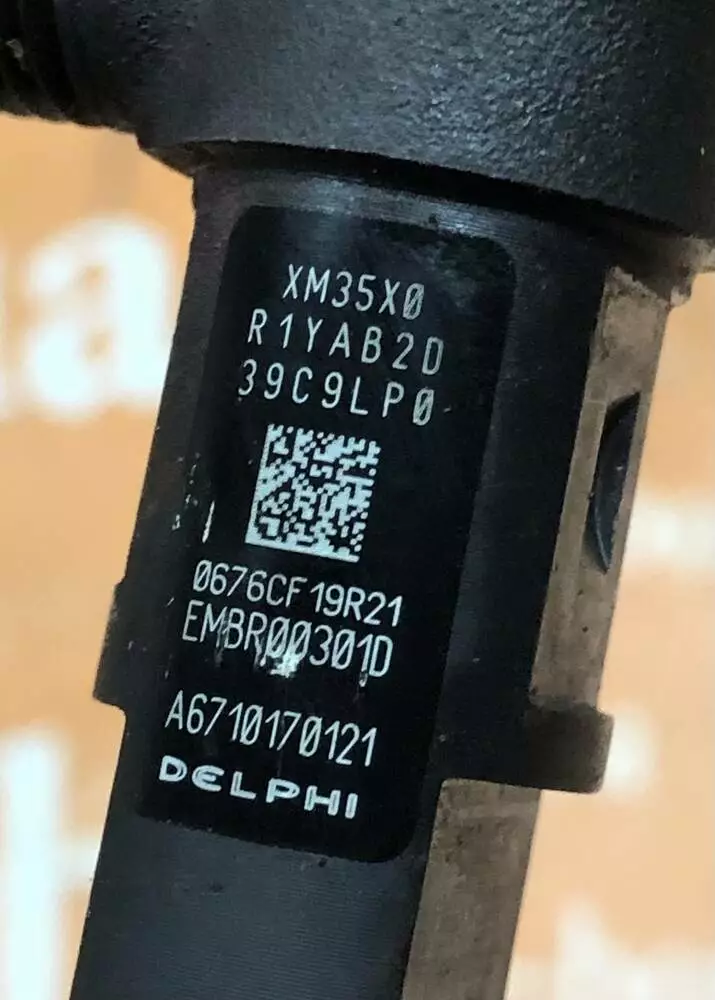 XM35X0
R1YAB2D
39C9LP0
0676CF19R21
EMBR00301D
A6710170121
DELPHI